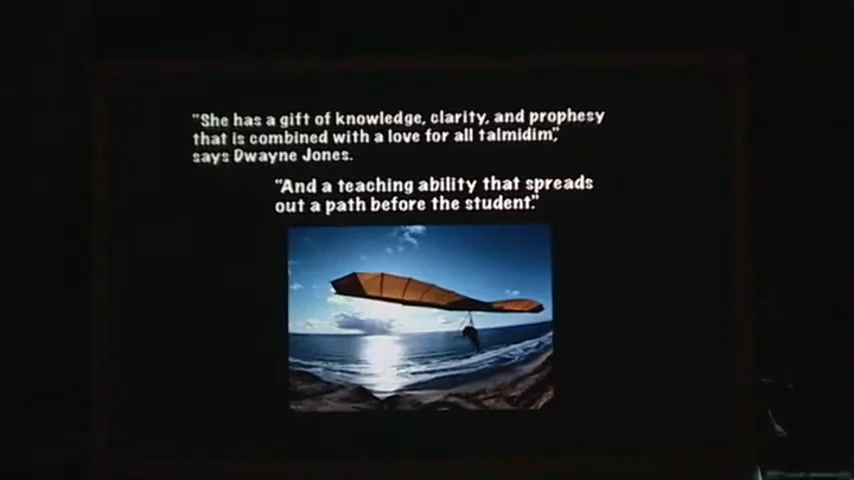 "She has a gift of knowledge, clarity, and prophesy
that is combined with a love for all talmidim",
says Dwayne Jones.
"And a teaching ability that spreads
out a path before the student".